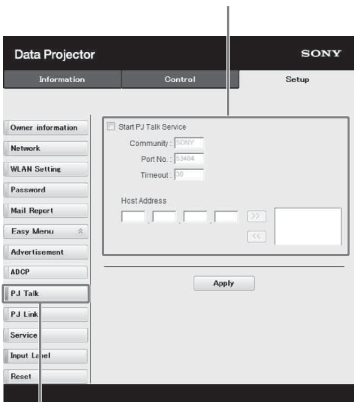 Data Projector
SONY
Information
Control
Setup
Owner information
Network
WLAN Setting
Password
Mail Report
Easy Menu
Advertisement
ADCP
PJ Talk
PJ Link
Service
Input Label
Reset
Start PJ Talk Service
Community : SONY
Port No. : 53484
Timeout : 30
Host Address
. . .
>>
<<
Apply